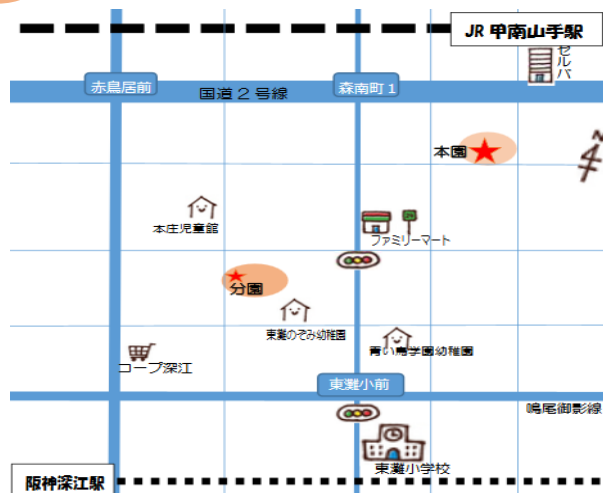 JR 甲南山手駅
セルバ
赤鳥居前
国道２号線
森南町１
本園
本庄児童館
ファミリーマート
分園
東灘のぞみ幼稚園
青い鳥学園幼稚園
コープ深江
東灘小前
鳴尾御影線
東灘小学校
阪神深江駅